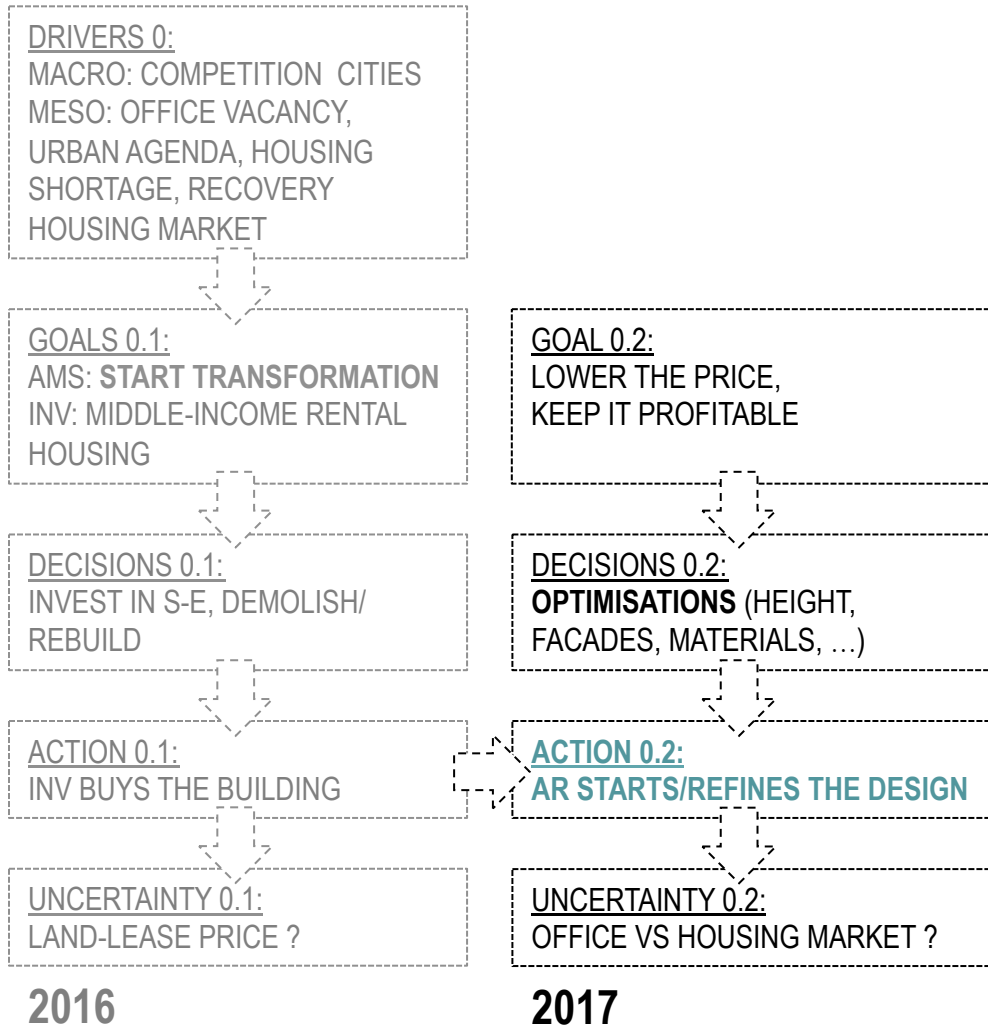 DRIVERS 0:
MACRO: COMPETITION CITIES
MESO: OFFICE VACANCY,
URBAN AGENDA, HOUSING
SHORTAGE, RECOVERY
HOUSING MARKET
GOALS 0.1:
AMS: START TRANSFORMATION
INV: MIDDLE-INCOME RENTAL
HOUSING
DECISIONS 0.1:
INVEST IN S-E, DEMOLISH/
REBUILD
ACTION 0.1:
INV BUYS THE BUILDING
UNCERTAINTY 0.1:
LAND-LEASE PRICE ?
2016
GOAL 0.2:
LOWER THE PRICE,
KEEP IT PROFITABLE
DECISIONS 0.2:
OPTIMISATIONS (HEIGHT,
FACADES, MATERIALS, …)
ACTION 0.2:
AR STARTS/REFINES THE DESIGN
UNCERTAINTY 0.2:
OFFICE VS HOUSING MARKET ?
2017